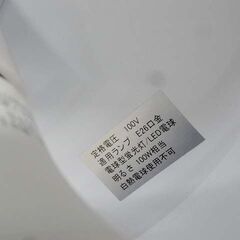 定格電圧 100V
適用ランプ E26口金
電球型蛍光灯/LED電球
明るさ 100W相当
白熱電球使用不可